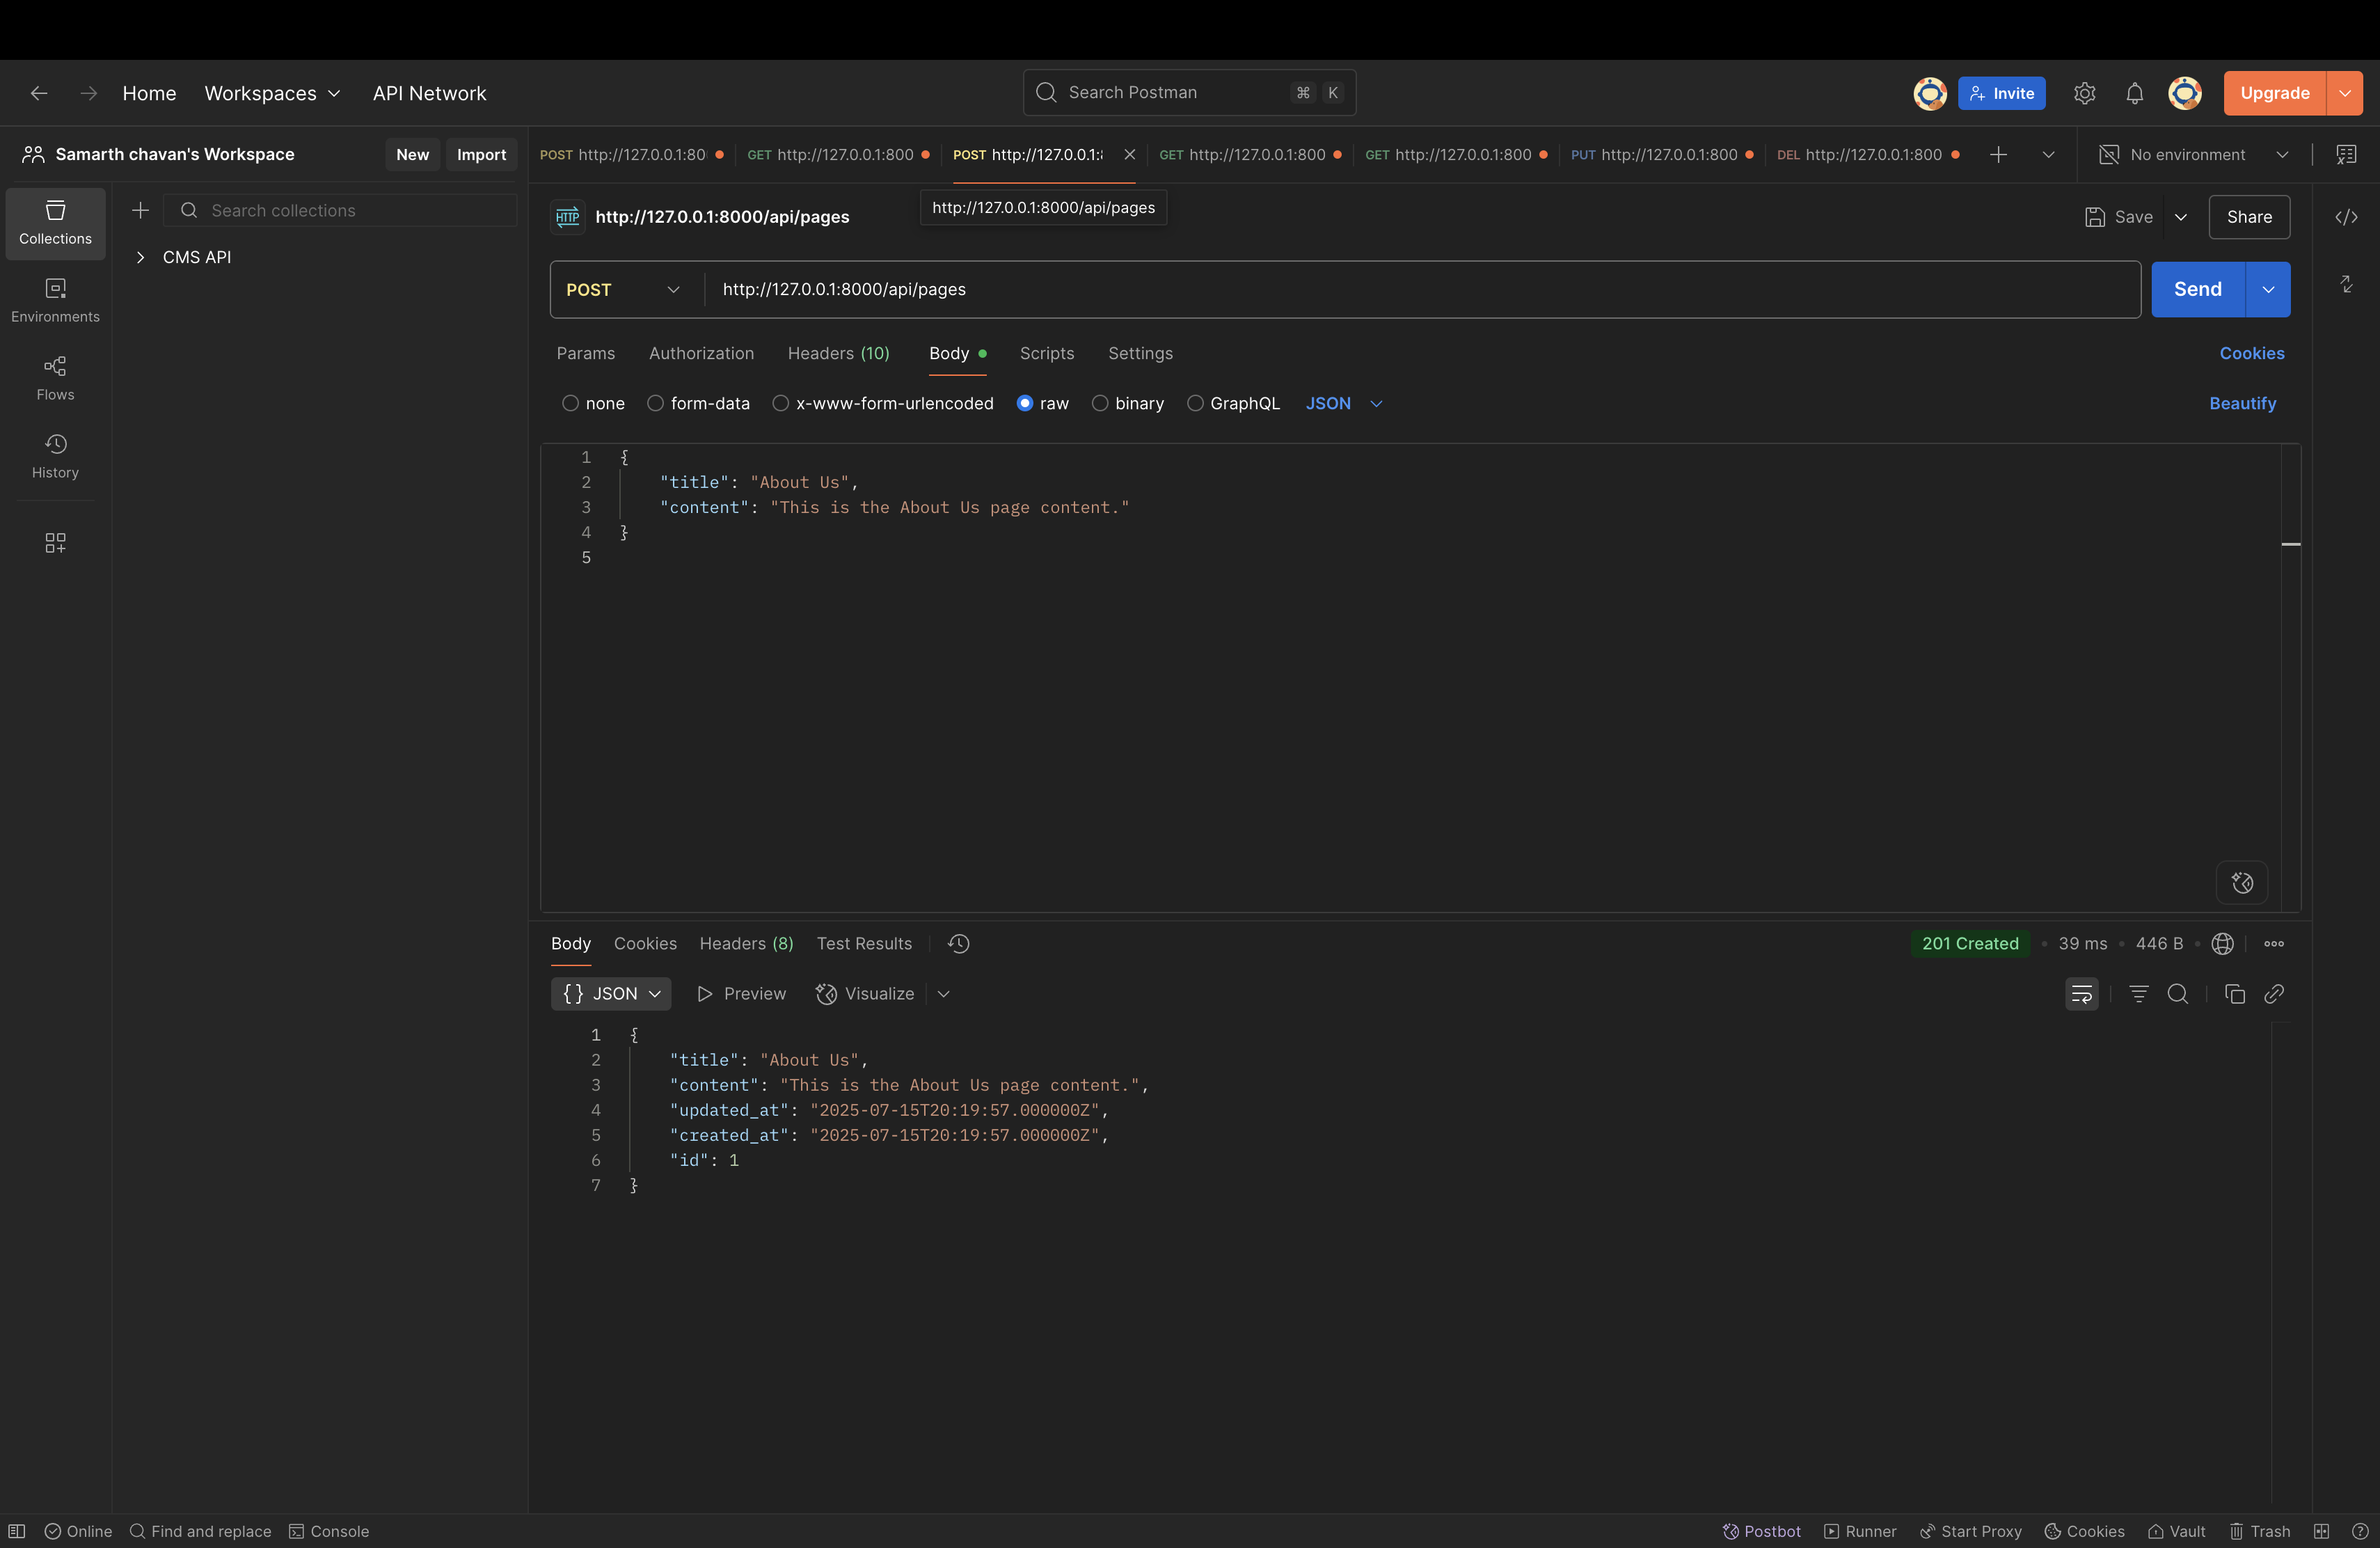 Home Workspaces API Network Search Postman ⌘ K Invite Upgrade
Samarth chavan's Workspace New Import POST http://127.0.0.1:80 GET http://127.0.0.1:800 POST http://127.0.0.1: GET http://127.0.0.1:800 GET http://127.0.0.1:800 PUT http://127.0.0.1:800 DEL http://127.0.0.1:800 No environment
Collections
Environments
Flows
History
Search collections
CMS API
HTTP http://127.0.0.1:8000/api/pages http://127.0.0.1:8000/api/pages Save Share
POST http://127.0.0.1:8000/api/pages Send
Params Authorization Headers (10) Body Scripts Settings Cookies
none form-data x-www-form-urlencoded raw binary GraphQL JSON Beautify
1 {
2 "title": "About Us",
3 "content": "This is the About Us page content."
4 }
5
Body Cookies Headers (8) Test Results 201 Created 39 ms 446 B
{} JSON Preview Visualize
1 {
2 "title": "About Us",
3 "content": "This is the About Us page content.",
4 "updated_at": "2025-07-15T20:19:57.000000Z",
5 "created_at": "2025-07-15T20:19:57.000000Z",
6 "id": 1
7 }
Online Find and replace Console Postbot Runner Start Proxy Cookies Vault Trash